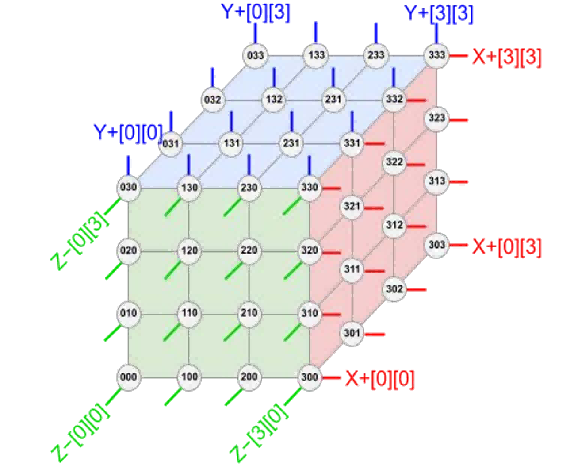 Y+[0][3] Y+[3][3]
033 133 233 333 X+[3][3]
032 132 231 332 323
Y+[0][0] 031 131 231 331 322 313
030 130 230 330 321 312
Z-[0][3] 020 120 220 320 311 303 X+[0][3]
010 110 210 310 302
301
000 100 200 300 X+[0][0]
Z-[0][0] Z-[3][0]